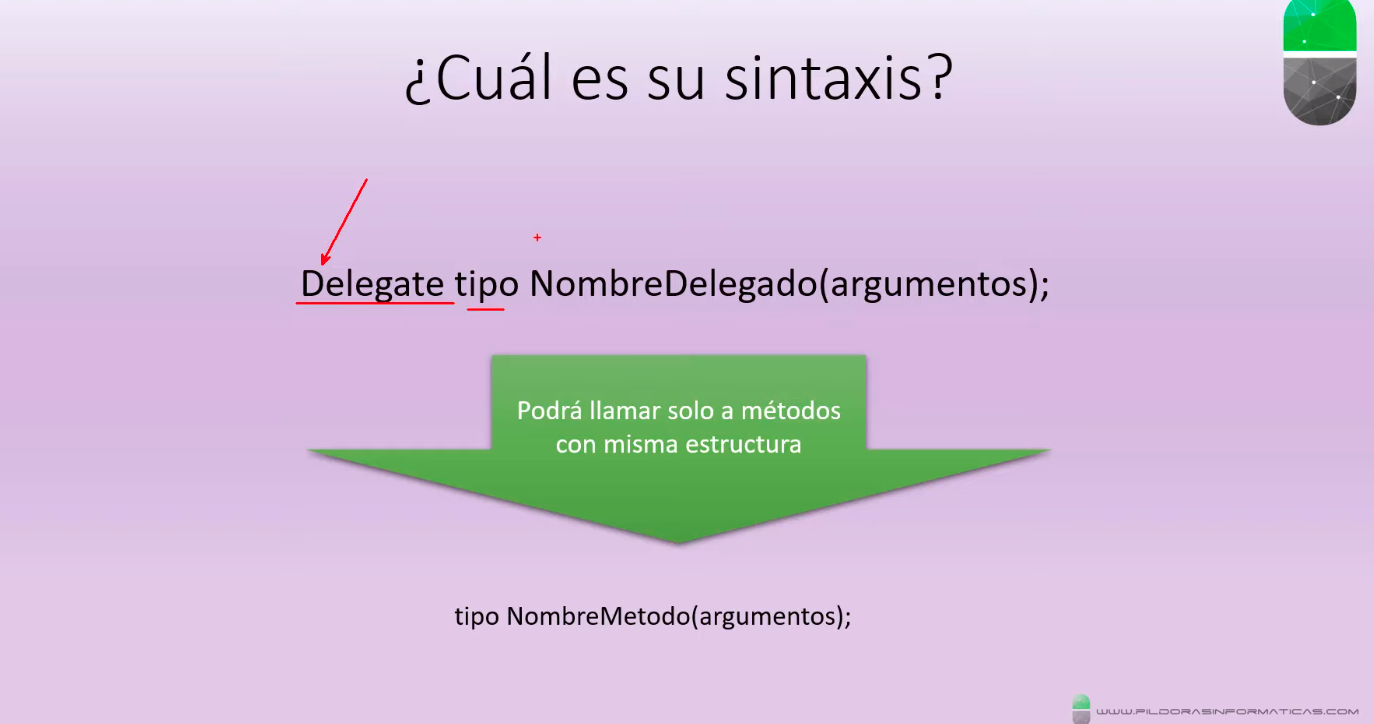 ¿Cuál es su sintaxis?
Delegate tipo NombreDelegado(argumentos);
Podrá llamar solo a métodos
con misma estructura
tipo NombreMetodo(argumentos);
WWW.PILDORASINFORMATICAS.COM